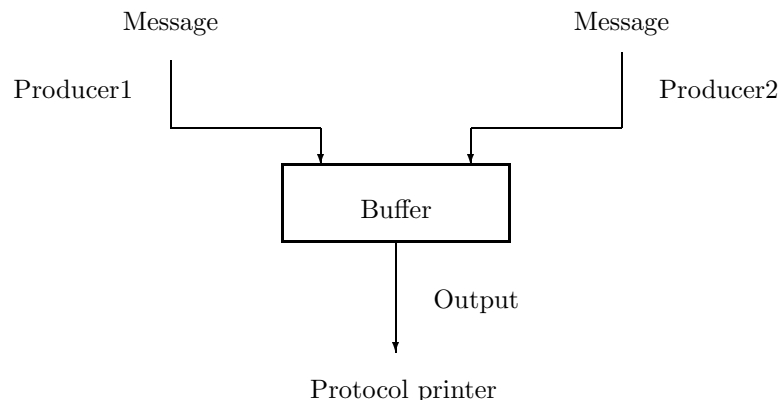 Message
Message
Producer1
Producer2
Buffer
Output
Protocol printer